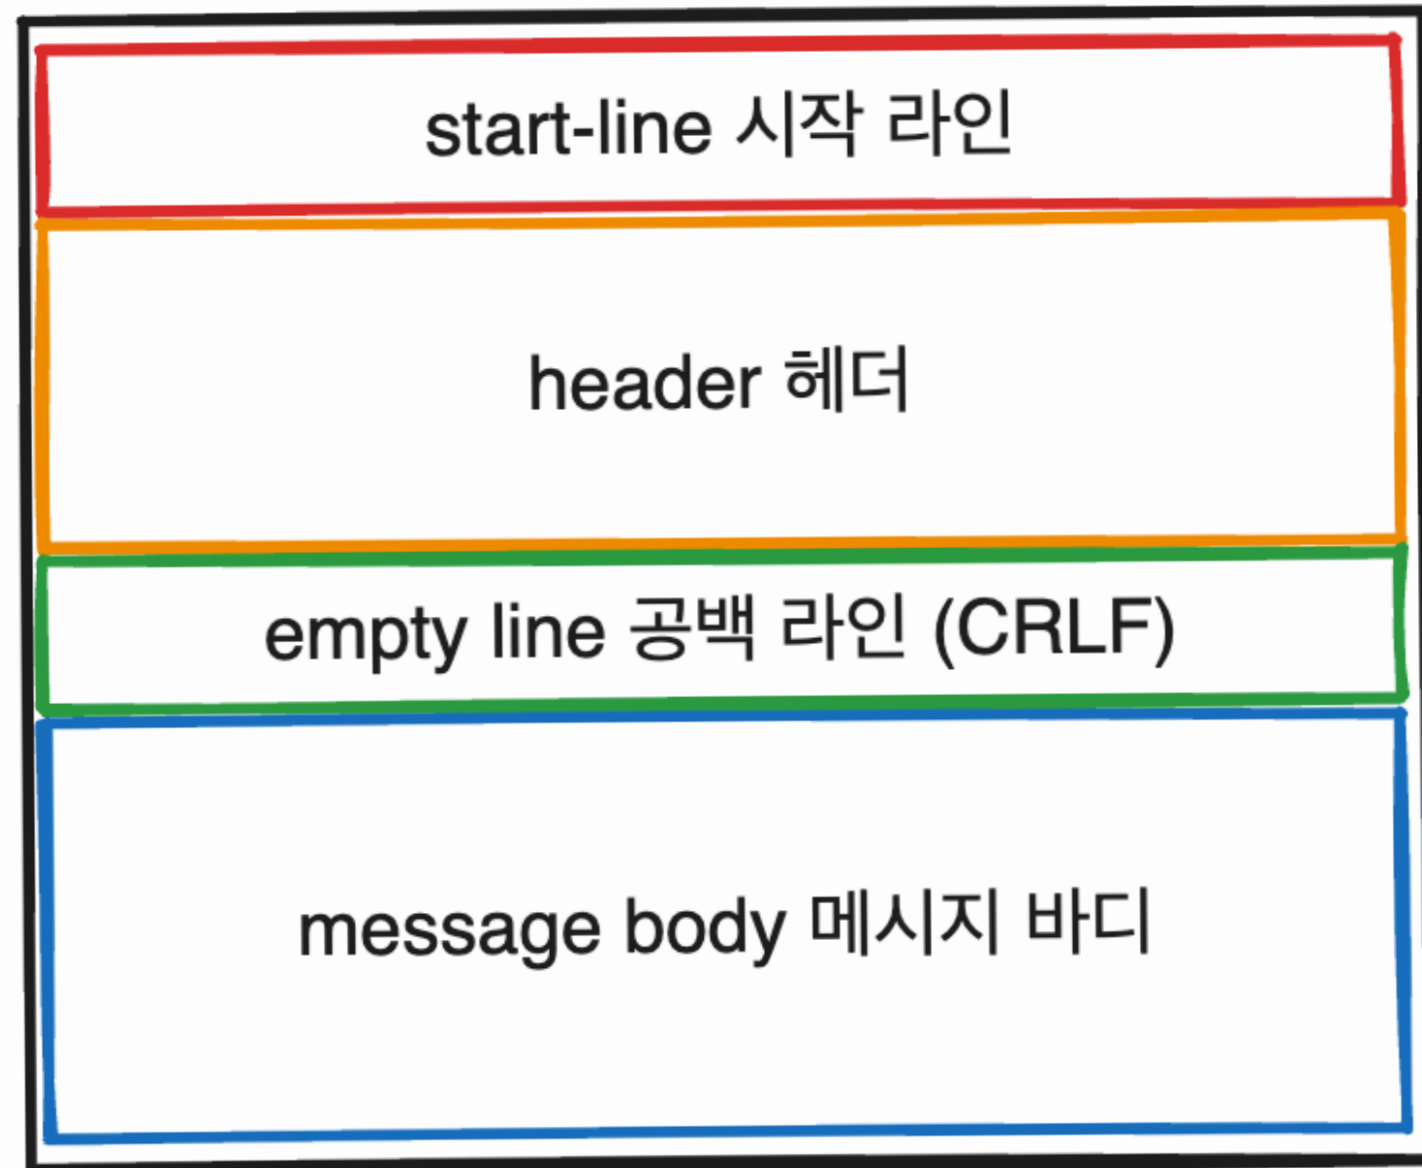 start-line 시작 라인
header 헤더
empty line 공백 라인 (CRLF)
message body 메시지 바디